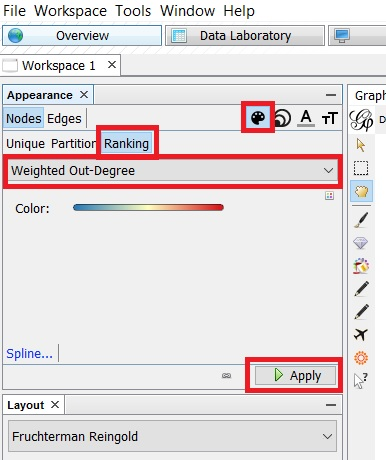 File Workspace Tools Window Help
Overview Data Laboratory
Workspace 1 ×
Appearance × Graph
Nodes Edges A TT D
Unique Partition Ranking
Weighted Out-Degree
Color:
Spline...
Apply
Layout ×
Fruchterman Reingold